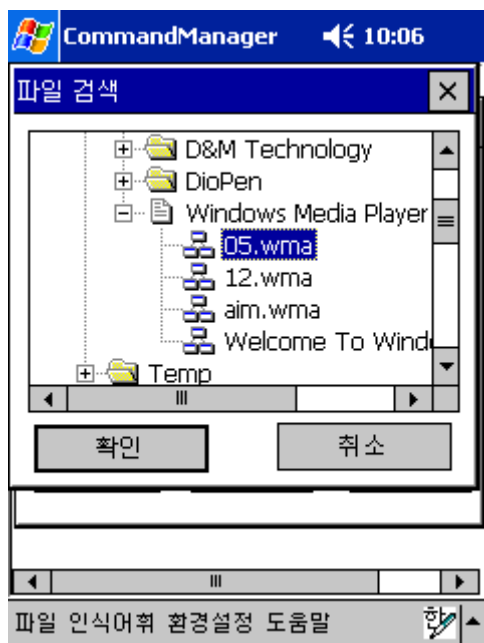 CommandManager 10:06
파일 검색
D&M Technology
DioPen
Windows Media Player
05.wma
12.wma
aim.wma
Welcome To Wind
Temp
확인 취소
파일 인식어휘 환경설정 도움말 한